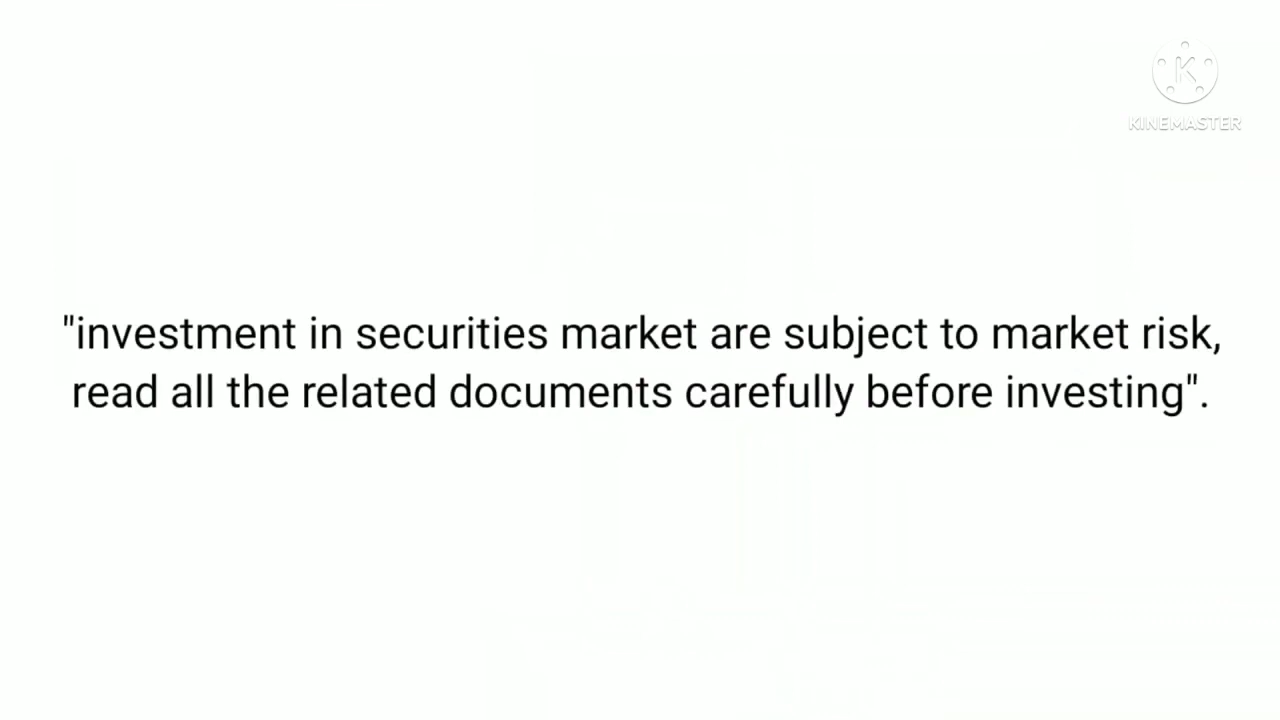 KINEMASTER
"investment in securities market are subject to market risk,
read all the related documents carefully before investing".